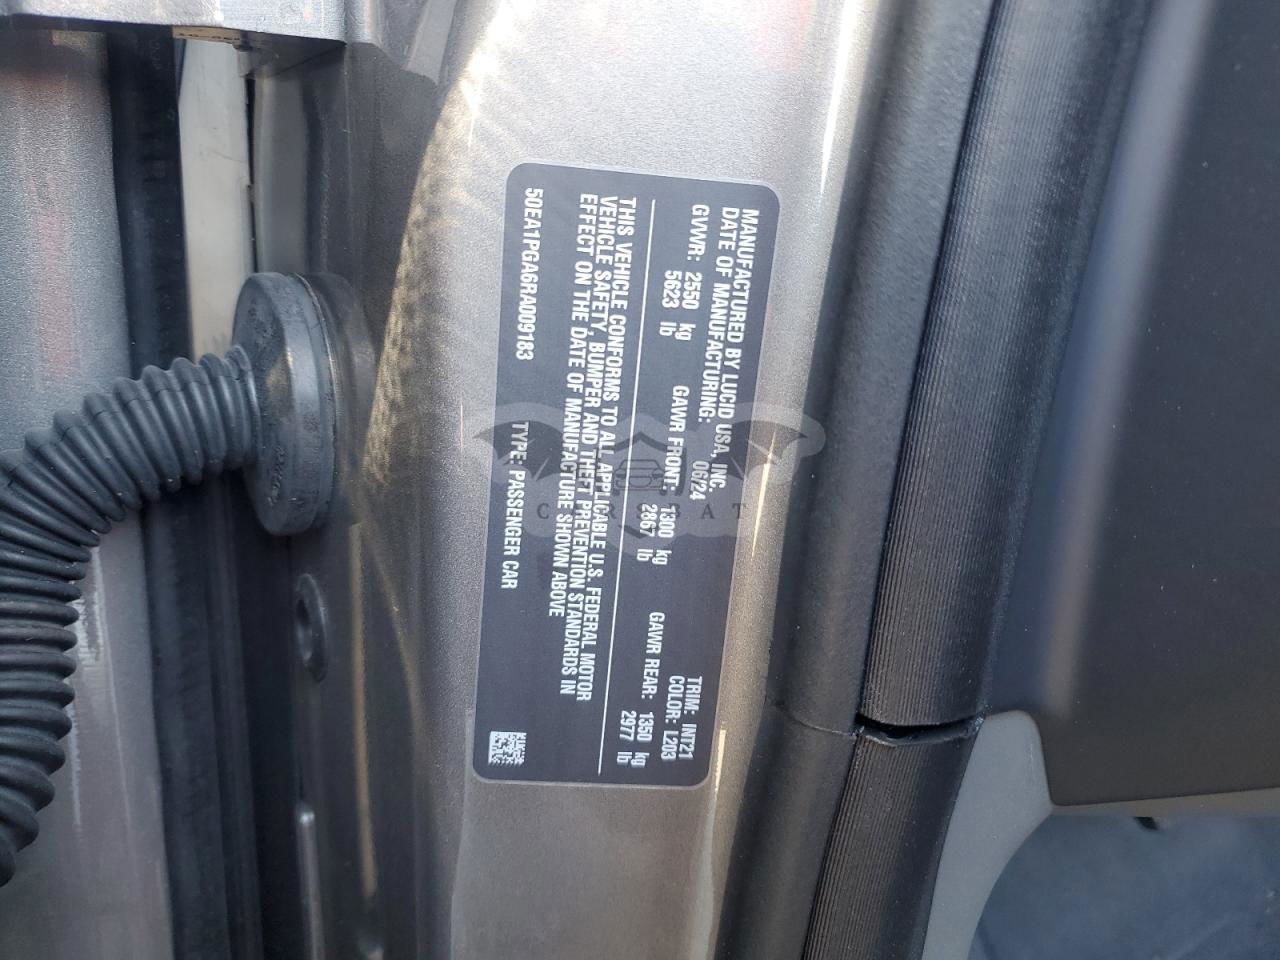 MANUFACTURED BY LUCID USA, INC.
DATE OF MANUFACTURING: 06/24
TRIM: INT21
COLOR: L203
GVWR: 2550 kg
5623 lb
GAWR FRONT: 1300 kg
2867 lb
GAWR REAR: 1350 kg
2977 lb
THIS VEHICLE CONFORMS TO ALL APPLICABLE U.S. FEDERAL MOTOR
VEHICLE SAFETY, BUMPER AND THEFT PREVENTION STANDARDS IN
EFFECT ON THE DATE OF MANUFACTURE SHOWN ABOVE
50EA1PGA6RA009183 TYPE: PASSENGER CAR
CARSBAT